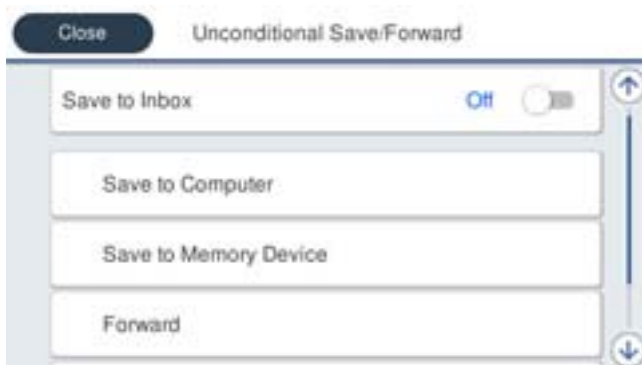 Close
Unconditional Save/Forward
Save to Inbox
Off
Save to Computer
Save to Memory Device
Forward